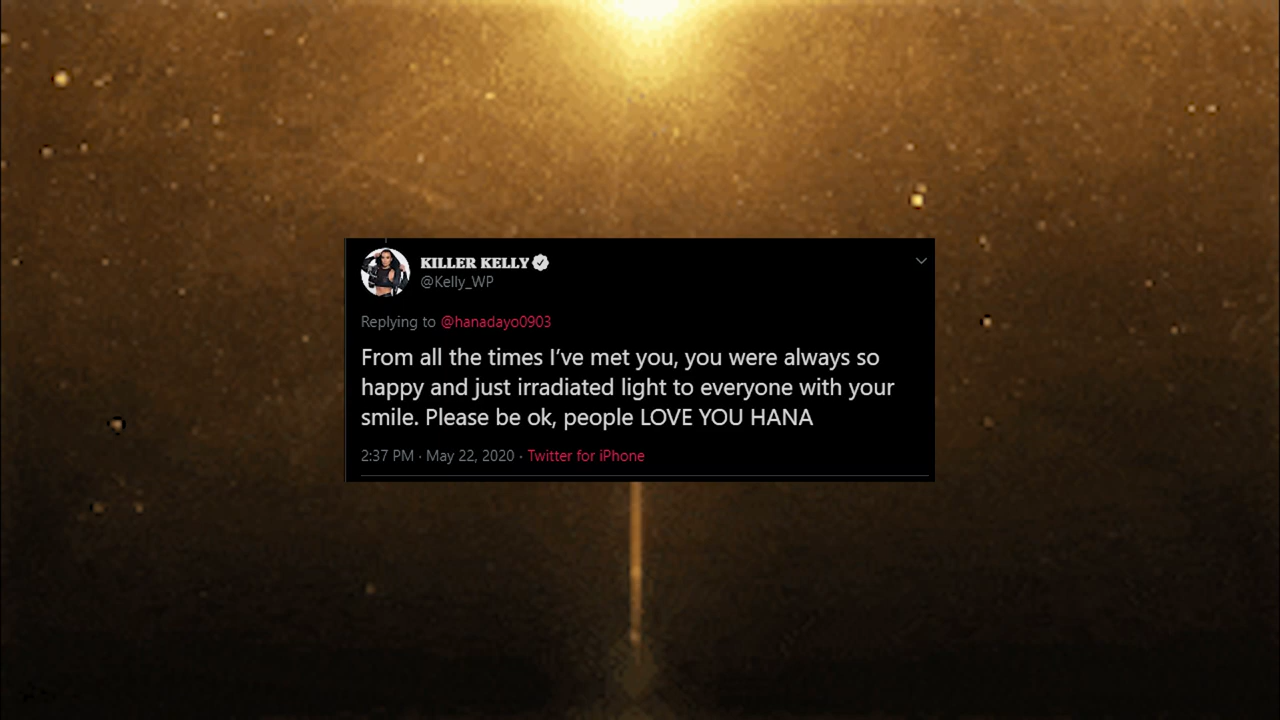 KILLER KELLY
@Kelly_WP
Replying to @hanadayo0903
From all the times I’ve met you, you were always so
happy and just irradiated light to everyone with your
smile. Please be ok, people LOVE YOU HANA
2:37 PM · May 22, 2020 · Twitter for iPhone